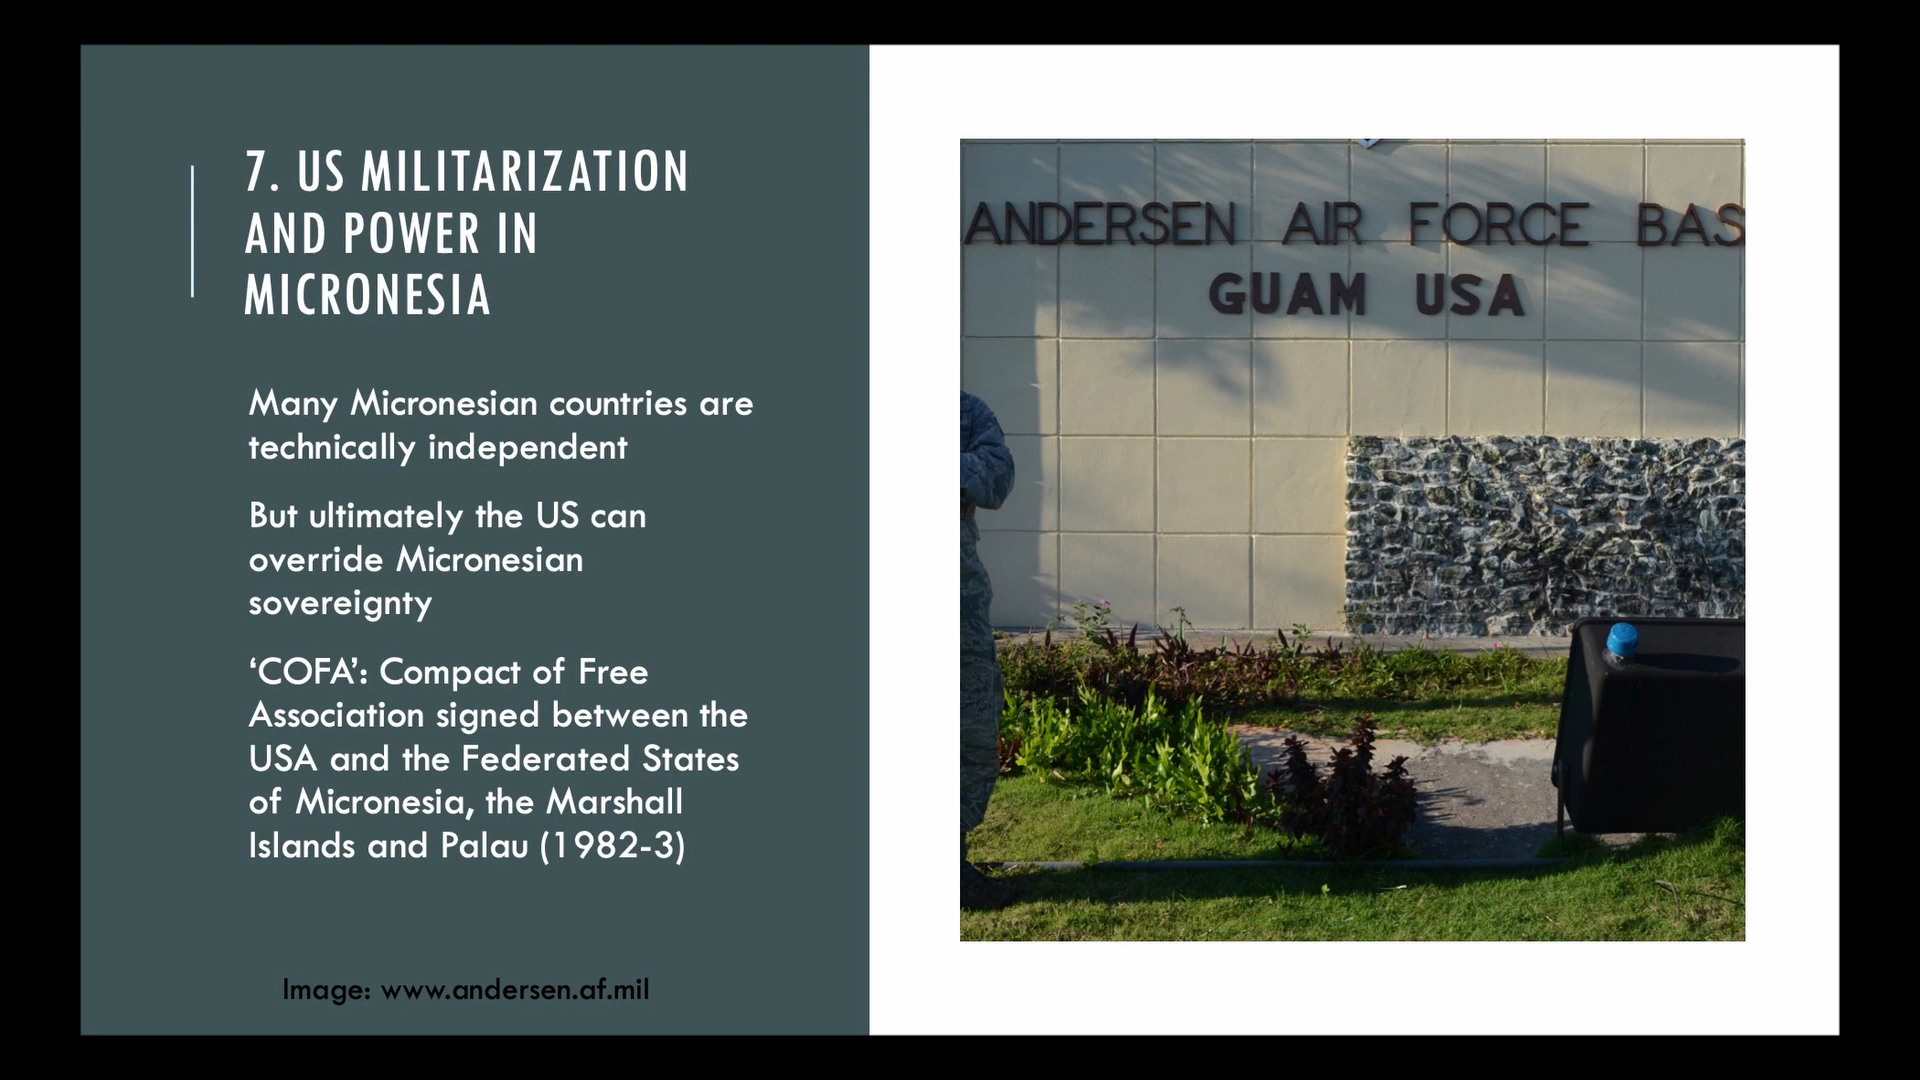 7. US MILITARIZATION
AND POWER IN
MICRONESIA
Many Micronesian countries are
technically independent
But ultimately the US can
override Micronesian
sovereignty
‘COFA’: Compact of Free
Association signed between the
USA and the Federated States
of Micronesia, the Marshall
Islands and Palau (1982-3)
Image: www.andersen.af.mil
ANDERSEN AIR FORCE BAS
GUAM USA